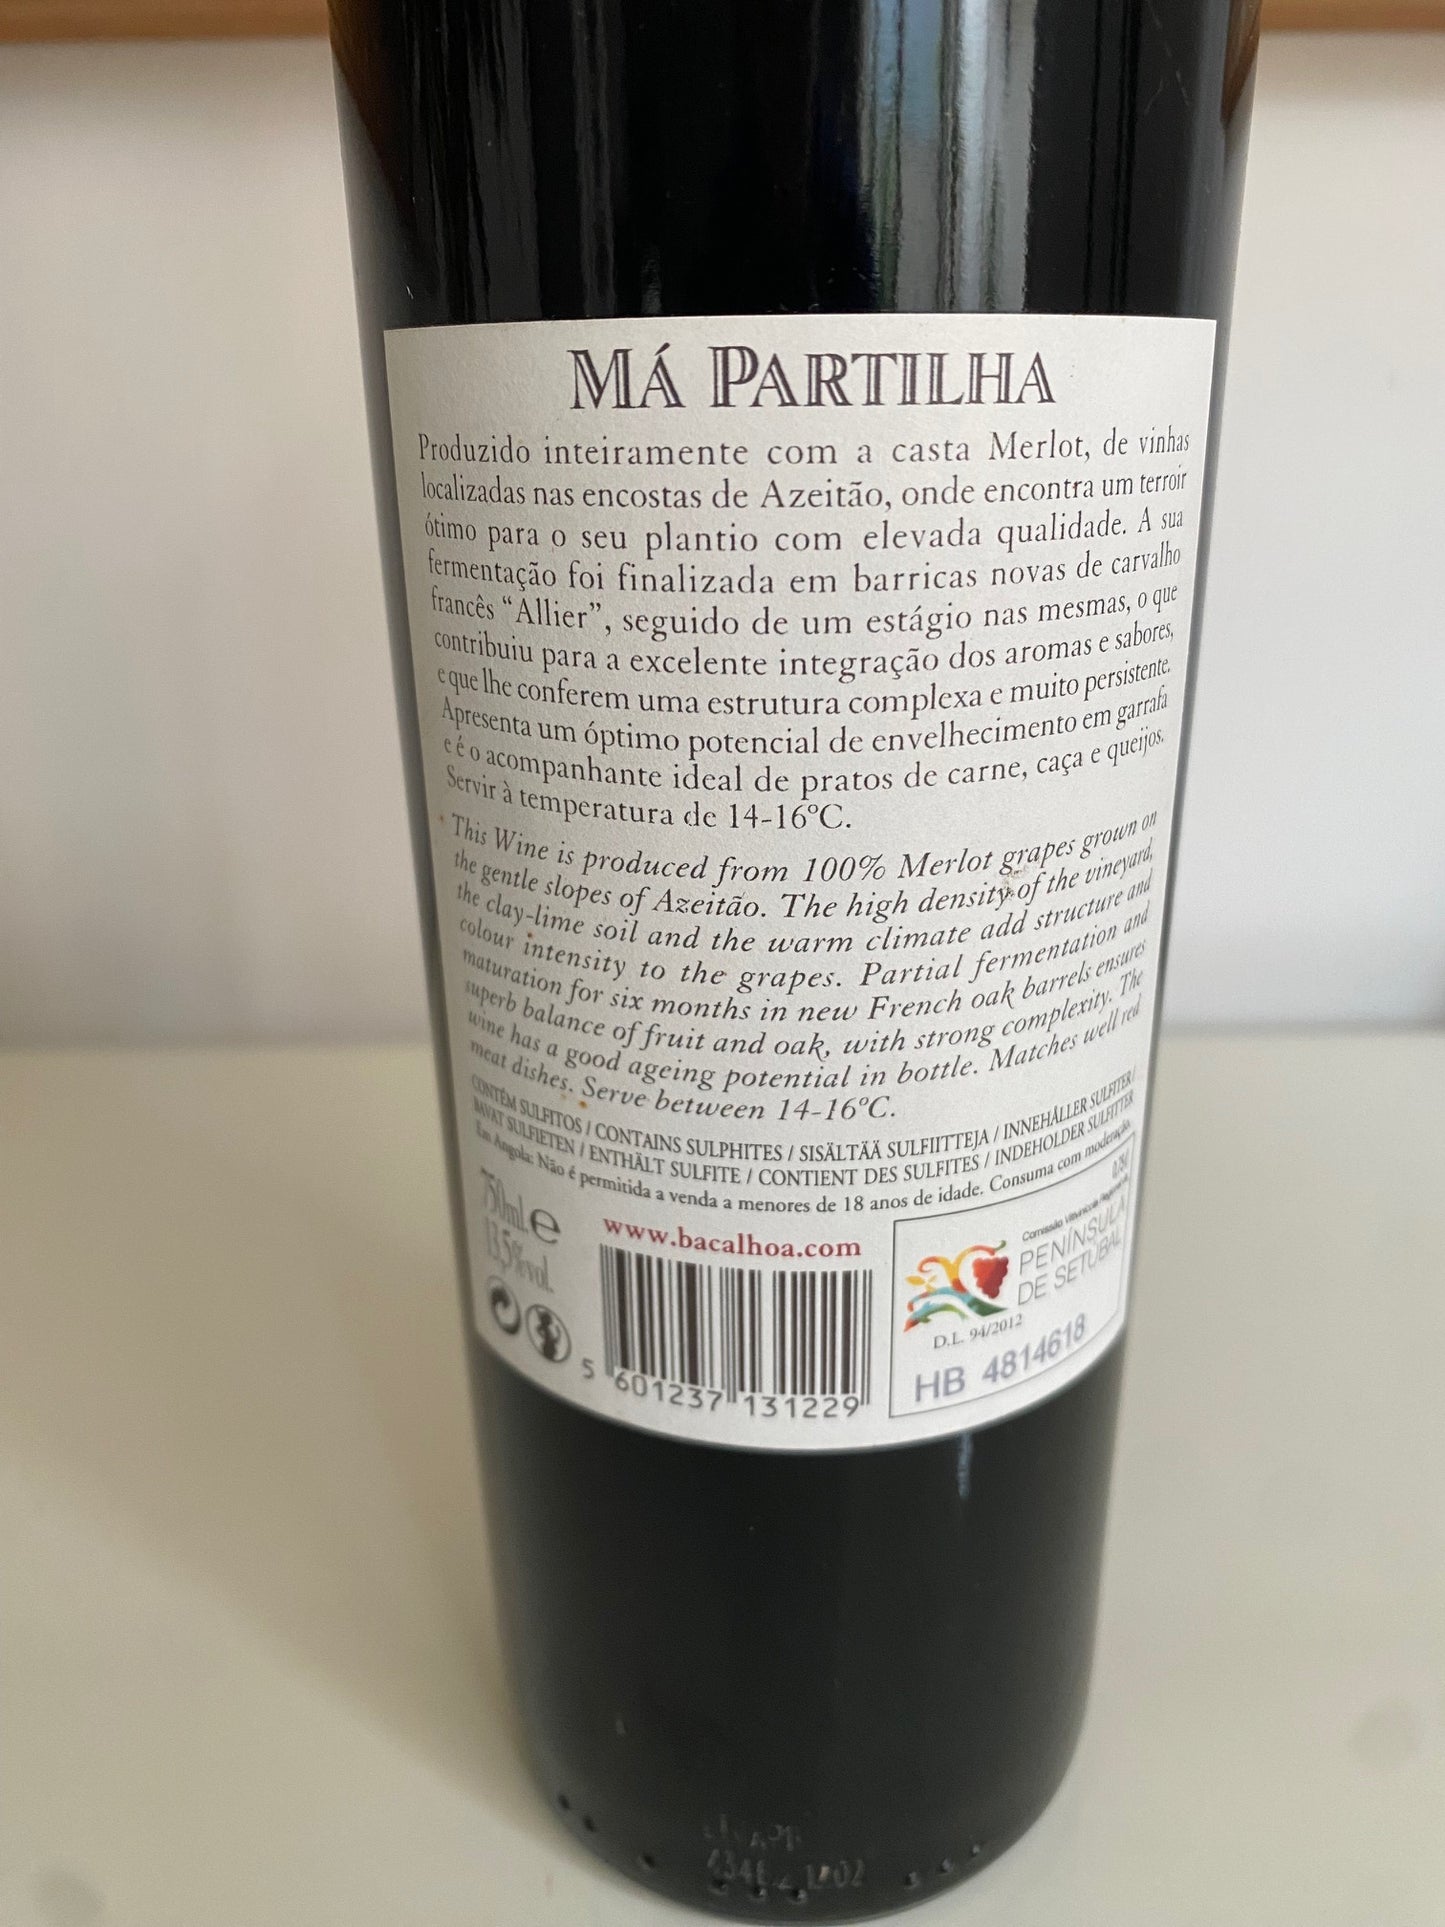 MÁ PARTILHA
Produzido inteiramente com a casta Merlot, de vinhas
localizadas nas encostas de Azeitão, onde encontra um terroir
ótimo para o seu plantio com elevada qualidade. A sua
fermentação foi finalizada em barricas novas de carvalho
francês “Allier”, seguido de um estágio nas mesmas, o que
contribuiu para a excelente integração dos aromas e sabores,
e que lhe conferem uma estrutura complexa e muito persistente.
Apresenta um óptimo potencial de envelhecimento em garrafa
e é o acompanhante ideal de pratos de carne, caça e queijos.
Servir à temperatura de 14-16ºC.
This Wine is produced from 100% Merlot grapes grown on
the gentle slopes of Azeitão. The high density of the vineyard,
the clay-lime soil and the warm climate add structure and
colour intensity to the grapes. Partial fermentation and
maturation for six months in new French oak barrels ensures
superb balance of fruit and oak, with strong complexity. The
wine has a good ageing potential in bottle. Matches well red
meat dishes. Serve between 14-16ºC.
CONTÉM SULFITOS / CONTAINS SULPHITES / SISÄLTÄÄ SULFIITTEJA / INNEHÅLLER SULFITER /
BAVAT SULFIETEN / ENTHÄLT SULFITE / CONTIENT DES SULFITES / INDEHOLDER SULFITTER
Em Angola: Não é permitida a venda a menores de 18 anos de idade. Consuma com moderação.
750ml. e
13,5%vol.
www.bacalhoa.com
5 601237 131229
0,75l
Comissão Vitivinícola Regional da
PENÍNSULA
DE SETÚBAL
D.L. 94/2012
HB 4814618